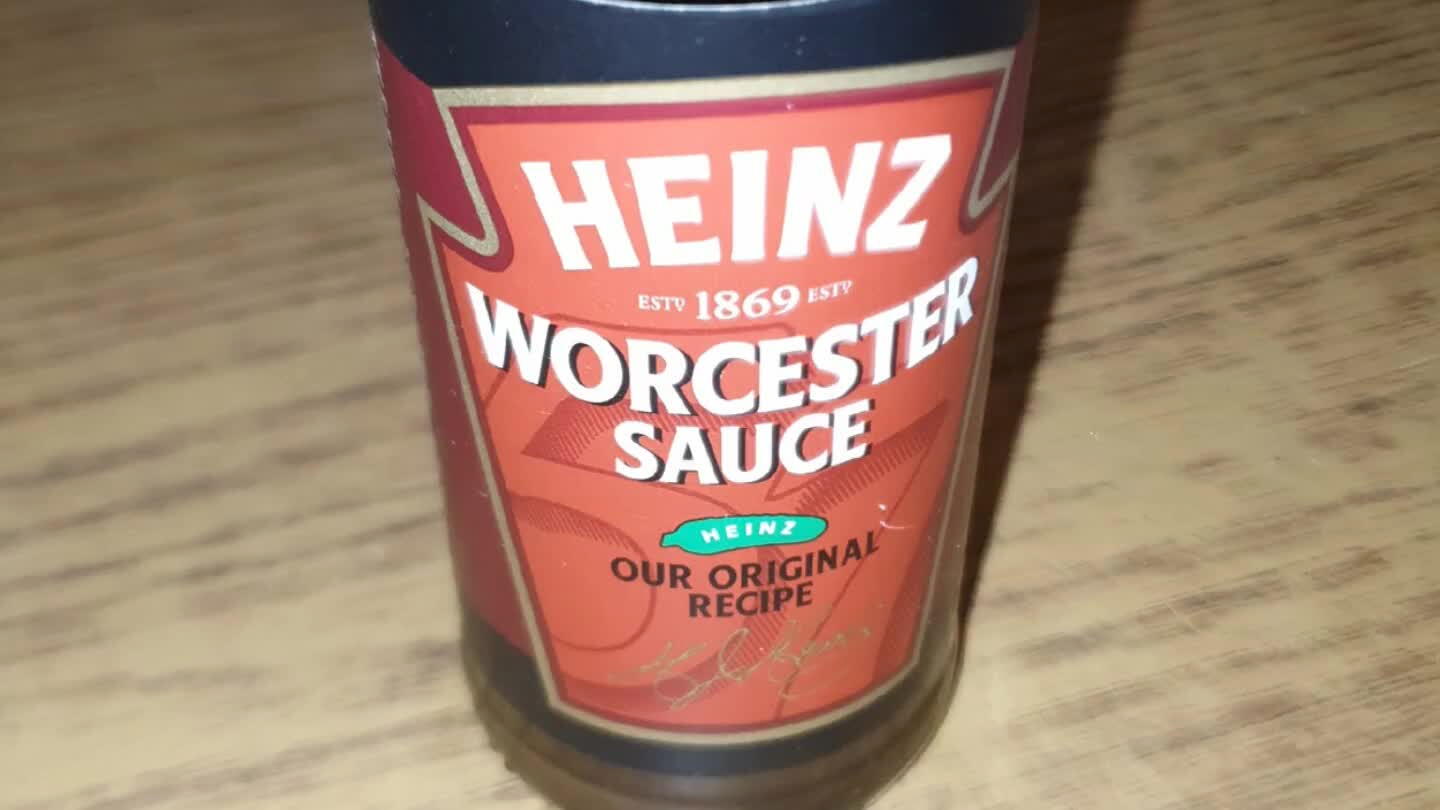 HEINZ
ESTD 1869 ESTD
WORCESTER
SAUCE
HEINZ
OUR ORIGINAL
RECIPE